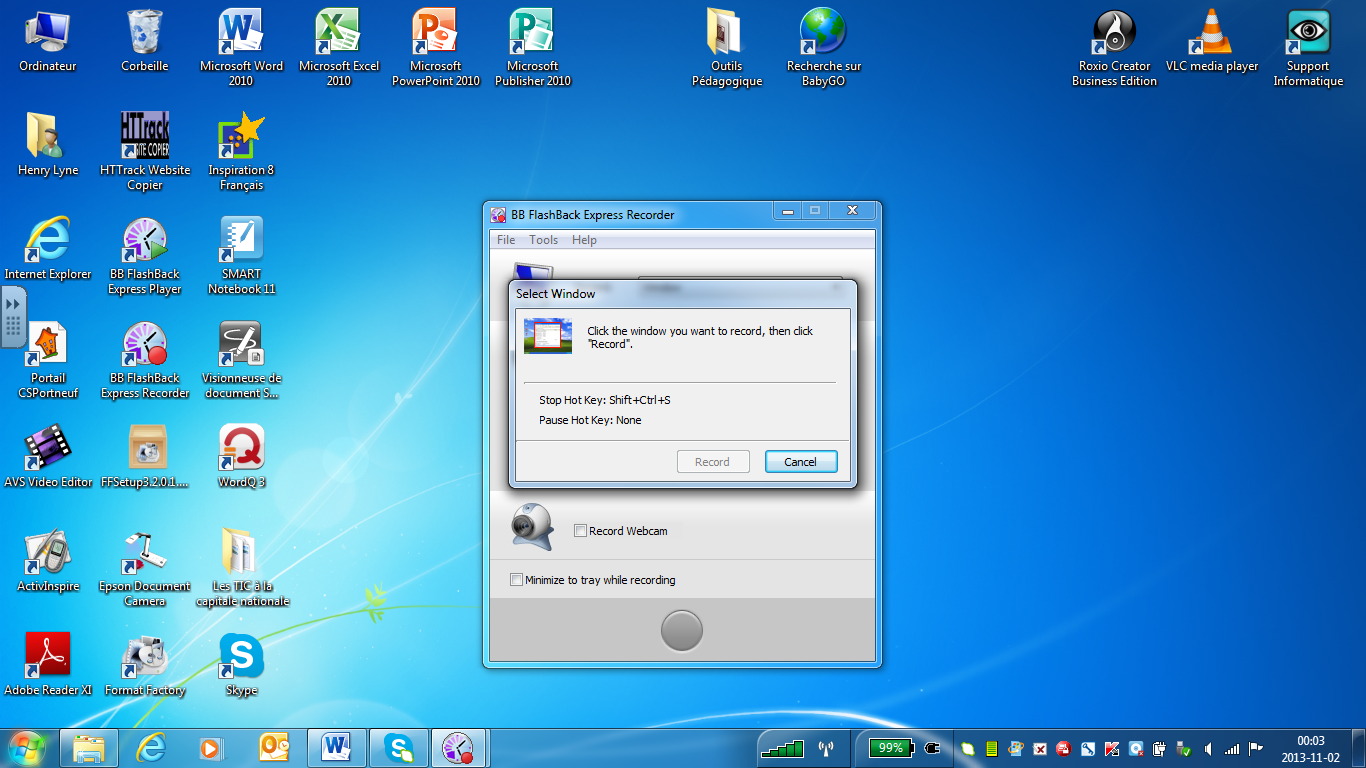 Ordinateur
Corbeille
Microsoft Word
2010
Microsoft Excel
2010
Microsoft
PowerPoint 2010
Microsoft
Publisher 2010
Outils
Pédagogique
Recherche sur
BabyGO
Roxio Creator
Business Edition
VLC media player
Support
Informatique
Henry Lyne
HTTrack
SITE COPIER
HTTrack Website
Copier
Inspiration 8
Français
Internet Explorer
BB FlashBack
Express Player
SMART
Notebook 11
Portail
CSPortneuf
BB FlashBack
Express Recorder
Visionneuse de
document S...
AVS Video Editor
FFSetup3.2.0.1....
WordQ 3
ActivInspire
Epson Document
Camera
Les TIC à la
capitale nationale
Adobe Reader XI
Format Factory
Skype
BB FlashBack Express Recorder
File Tools Help
Select Window
Click the window you want to record, then click
"Record".
Stop Hot Key: Shift+Ctrl+S
Pause Hot Key: None
Record
Cancel
Record Webcam
Minimize to tray while recording
99%
00:03
2013-11-02